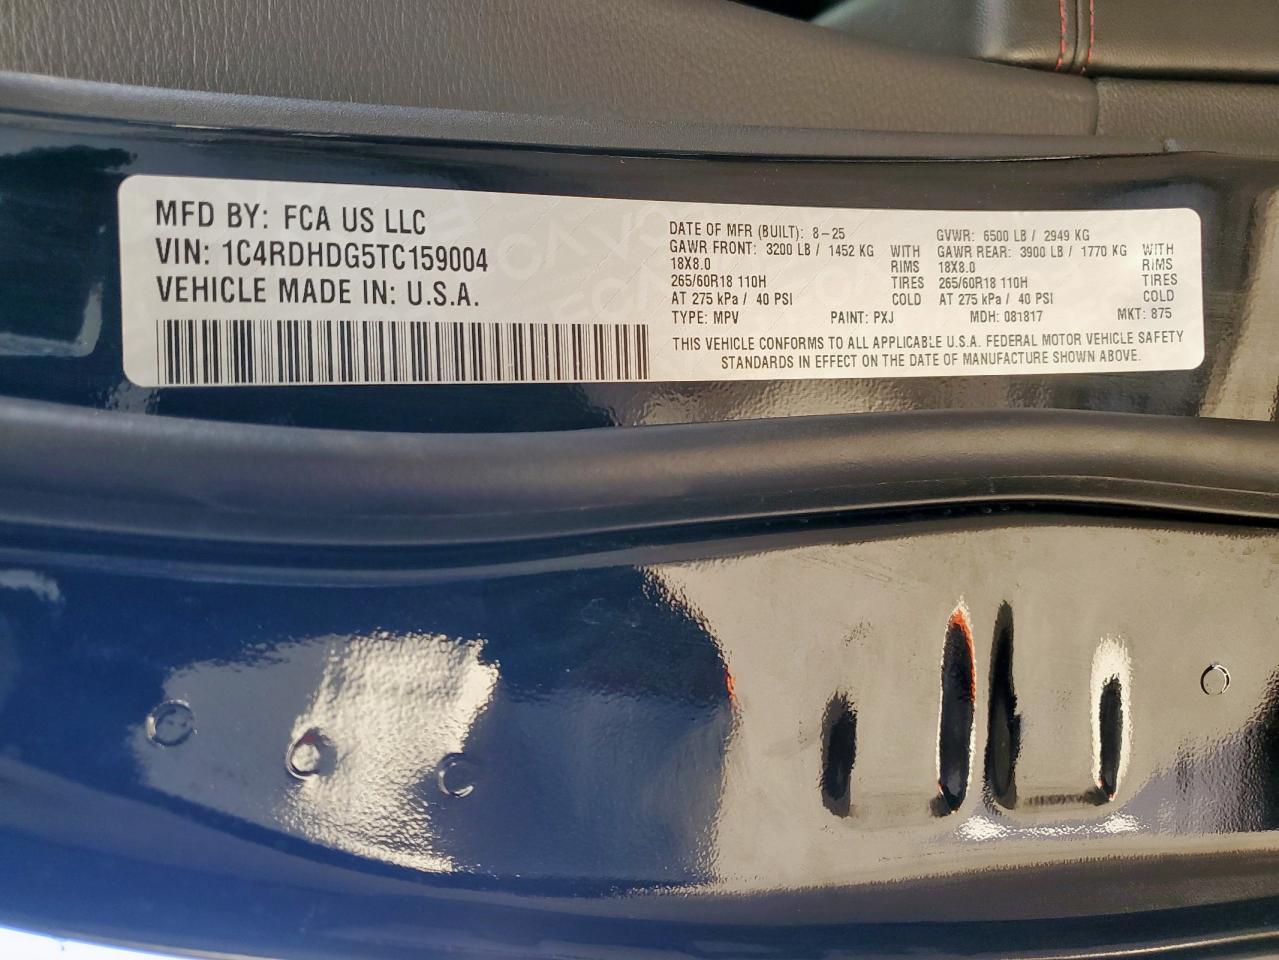 MFD BY: FCA US LLC
VIN: 1C4RDHDG5TC159004
VEHICLE MADE IN: U.S.A.
DATE OF MFR (BUILT): 8-25 GVWR: 6500 LB / 2949 KG
GAWR FRONT: 3200 LB / 1452 KG WITH GAWR REAR: 3900 LB / 1770 KG WITH
18X8.0 RIMS 18X8.0 RIMS
265/60R18 110H TIRES 265/60R18 110H TIRES
AT 275 kPa / 40 PSI COLD AT 275 kPa / 40 PSI COLD
TYPE: MPV PAINT: PXJ MDH: 081817 MKT: 875
THIS VEHICLE CONFORMS TO ALL APPLICABLE U.S.A. FEDERAL MOTOR VEHICLE SAFETY
STANDARDS IN EFFECT ON THE DATE OF MANUFACTURE SHOWN ABOVE.